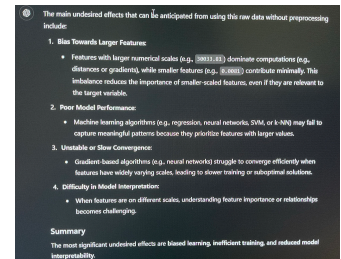 The main undesired effects that can be anticipated from using this raw data without preprocessing
include:
1. Bias Towards Larger Features:
• Features with larger numerical scales (e.g., 30011.01 ) dominate computations (e.g.,
distances or gradients), while smaller features (e.g., 0.0001 ) contribute minimally. This
imbalance reduces the importance of smaller-scaled features, even if they are relevant to
the target variable.
2. Poor Model Performance:
• Machine learning algorithms (e.g., regression, neural networks, SVM, or k-NN) may fail to
capture meaningful patterns because they prioritize features with larger values.
3. Unstable or Slow Convergence:
• Gradient-based algorithms (e.g., neural networks) struggle to converge efficiently when
features have widely varying scales, leading to slower training or suboptimal solutions.
4. Difficulty in Model Interpretation:
• When features are on different scales, understanding feature importance or relationships
becomes challenging.
Summary
The most significant undesired effects are biased learning, inefficient training, and reduced model
interpretability.